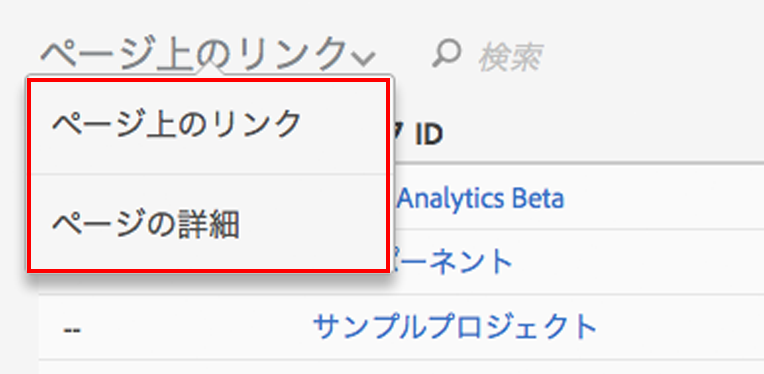 ページ上のリンク 検索
ページ上のリンク
ID
Analytics Beta
ページの詳細
ーネント
-- サンプルプロジェクト